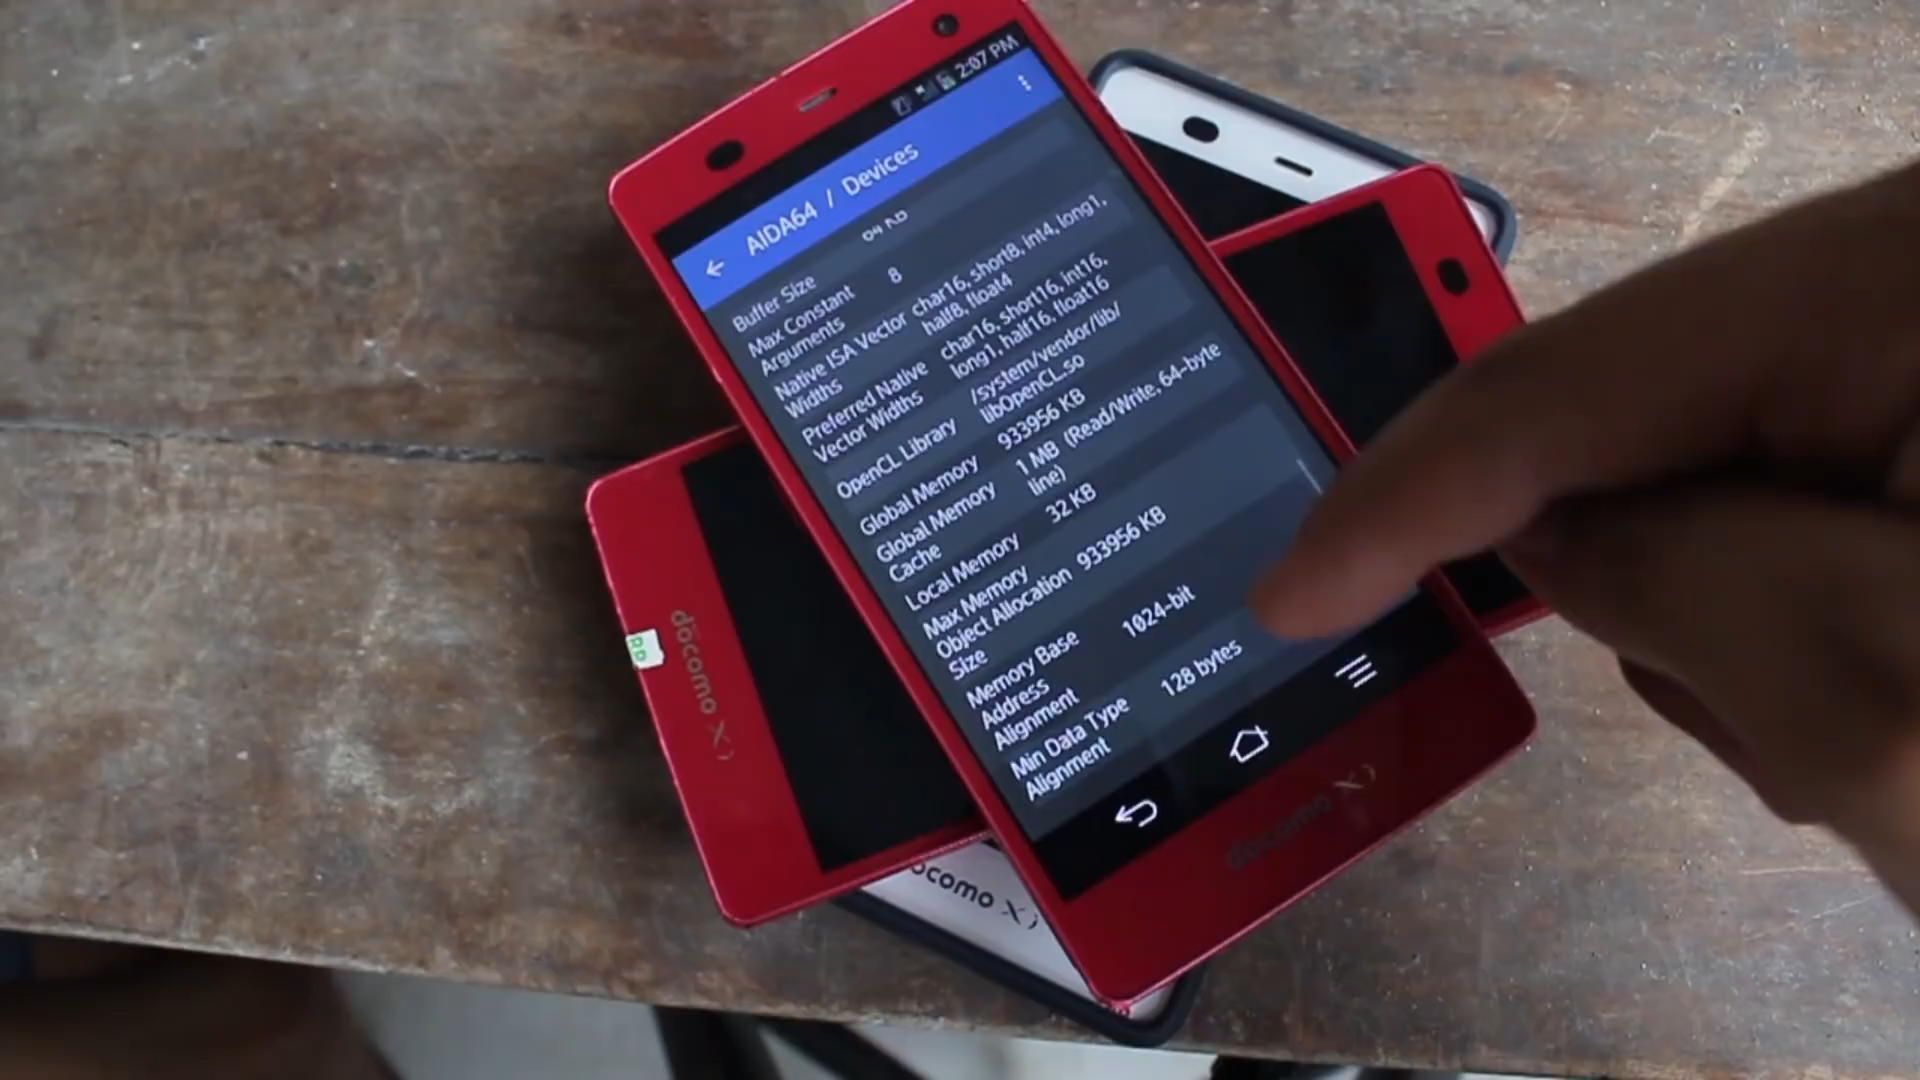 2:07 PM
AIDA64 / Devices
Buffer Size
Max Constant
Arguments
8
Native ISA Vector
Widths
char16, short8, int4, long1,
half8, float4
Preferred Native
Vector Widths
char16, short16, int16,
long1, half16, float16
OpenCL Library
/system/vendor/lib/
libOpenCL.so
Global Memory
933956 KB
Global Memory
Cache
1 MB (Read/Write, 64-byte
line)
Local Memory
32 KB
Max Memory
Object Allocation
Size
933956 KB
Memory Base
Address
Alignment
1024-bit
Min Data Type
Alignment
128 bytes
docomo Xi
docomo Xi
docomo Xi